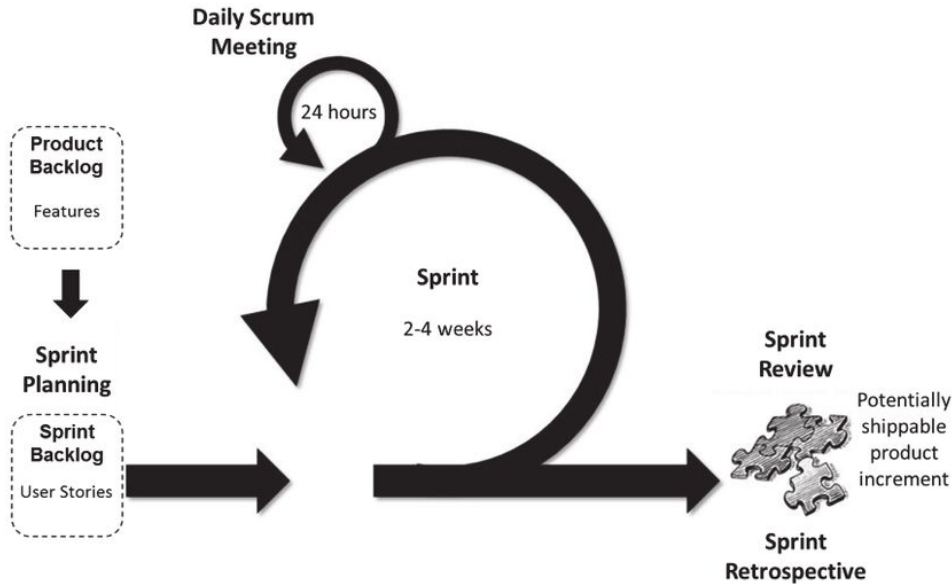 Daily Scrum
Meeting
24 hours
Product
Backlog
Features
Sprint
Planning
Sprint
Backlog
User Stories
Sprint
2-4 weeks
Sprint
Review
Potentially
shippable
product
increment
Sprint
Retrospective